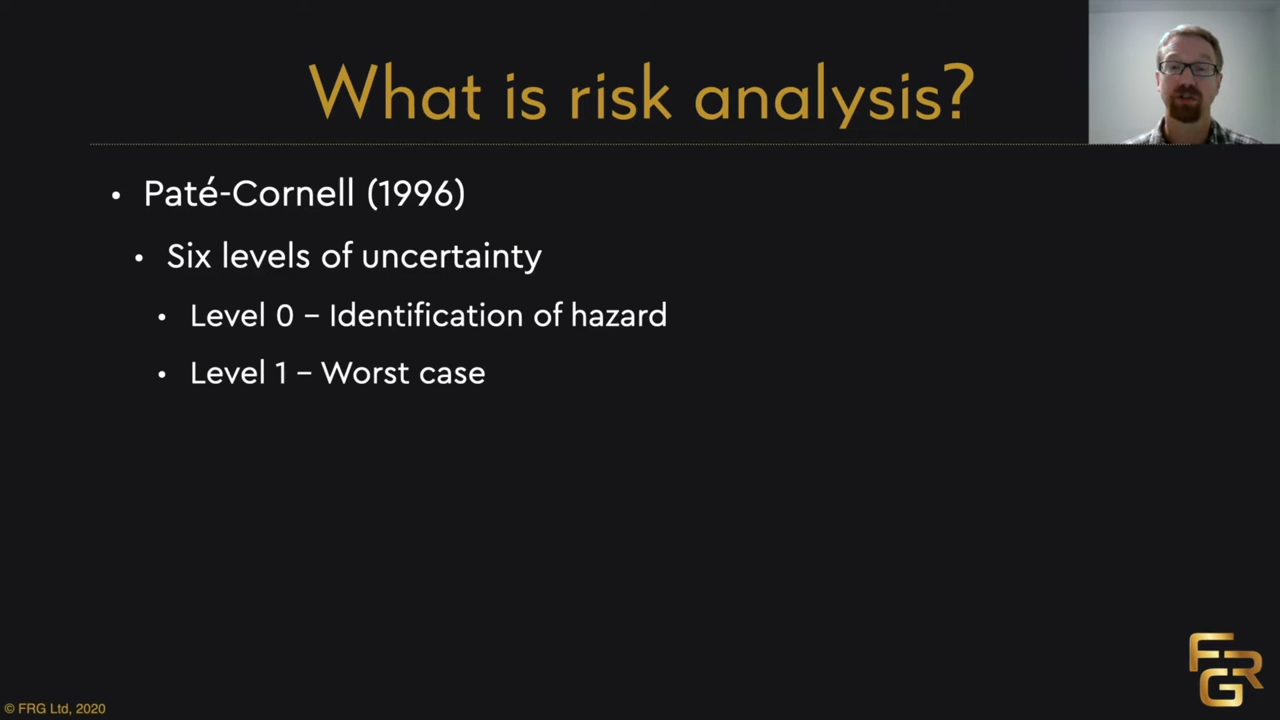 What is risk analysis?
• Paté-Cornell (1996)
• Six levels of uncertainty
• Level 0 – Identification of hazard
• Level 1 – Worst case
FRG
© FRG Ltd, 2020